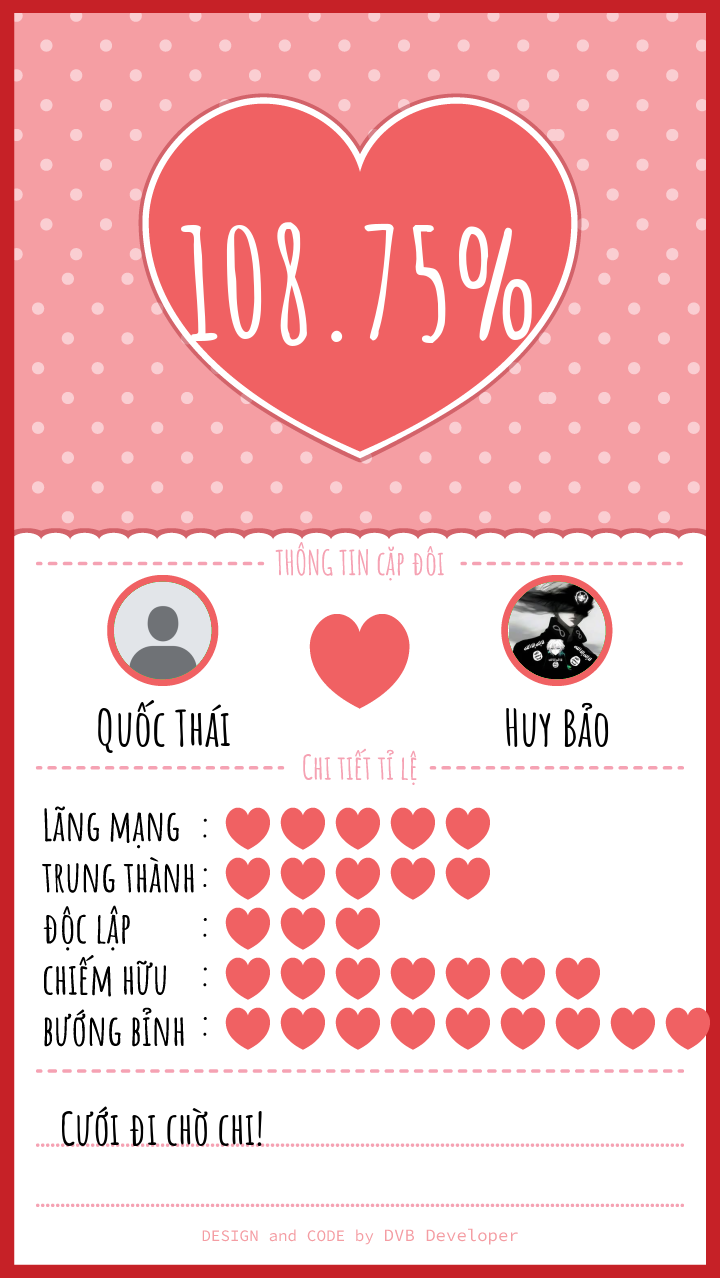 108.75%
THÔNG TIN CẶP ĐÔI
QUỐC THÁI
HUY BẢO
CHI TIẾT TỈ LỆ
LÃNG MẠNG :
TRUNG THÀNH :
ĐỘC LẬP :
CHIẾM HỮU :
BƯỚNG BỈNH :
CƯỚI ĐI CHỜ CHI!
DESIGN and CODE by DVB Developer